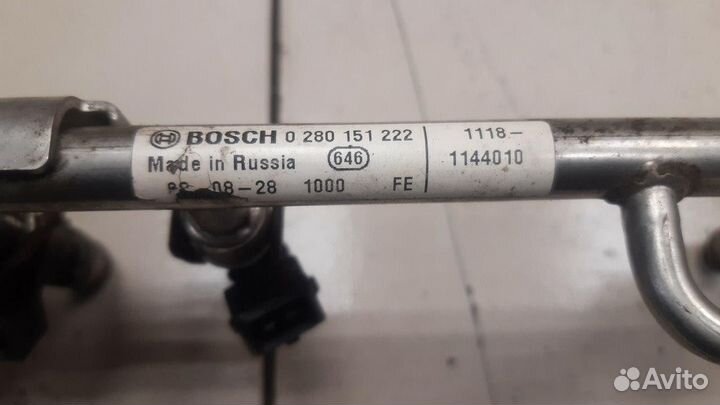 BOSCH 0 280 151 222
Made in Russia 646
08-28 1000 FE
1118-
1144010
Avito